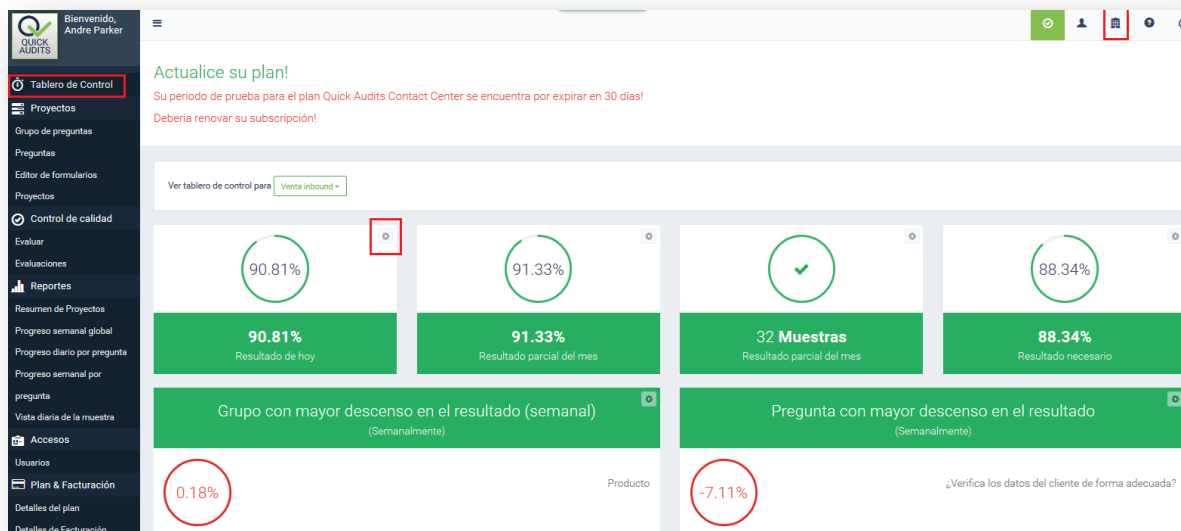 QUICK
AUDITS
Bienvenido,
Andre Parker
Tablero de Control
Proyectos
Grupo de preguntas
Preguntas
Editor de formularios
Proyectos
Control de calidad
Evaluar
Evaluaciones
Reportes
Resumen de Proyectos
Progreso semanal global
Progreso diario por pregunta
Progreso semanal por
pregunta
Vista diaria de la muestra
Accesos
Usuarios
Plan & Facturación
Detalles del plan
Detalles de Facturación
Actualice su plan!
Su periodo de prueba para el plan Quick Audits Contact Center se encuentra por expirar en 30 días!
Deberia renovar su subscripción!
Ver tablero de control para Venta inbound
90.81%
90.81%
Resultado de hoy
91.33%
91.33%
Resultado parcial del mes
32 Muestras
Resultado parcial del mes
88.34%
88.34%
Resultado necesario
Grupo con mayor descenso en el resultado (semanal)
(Semanalmente)
0.18%
Producto
Pregunta con mayor descenso en el resultado
(Semanalmente)
-7.11%
¿Verifica los datos del cliente de forma adecuada?